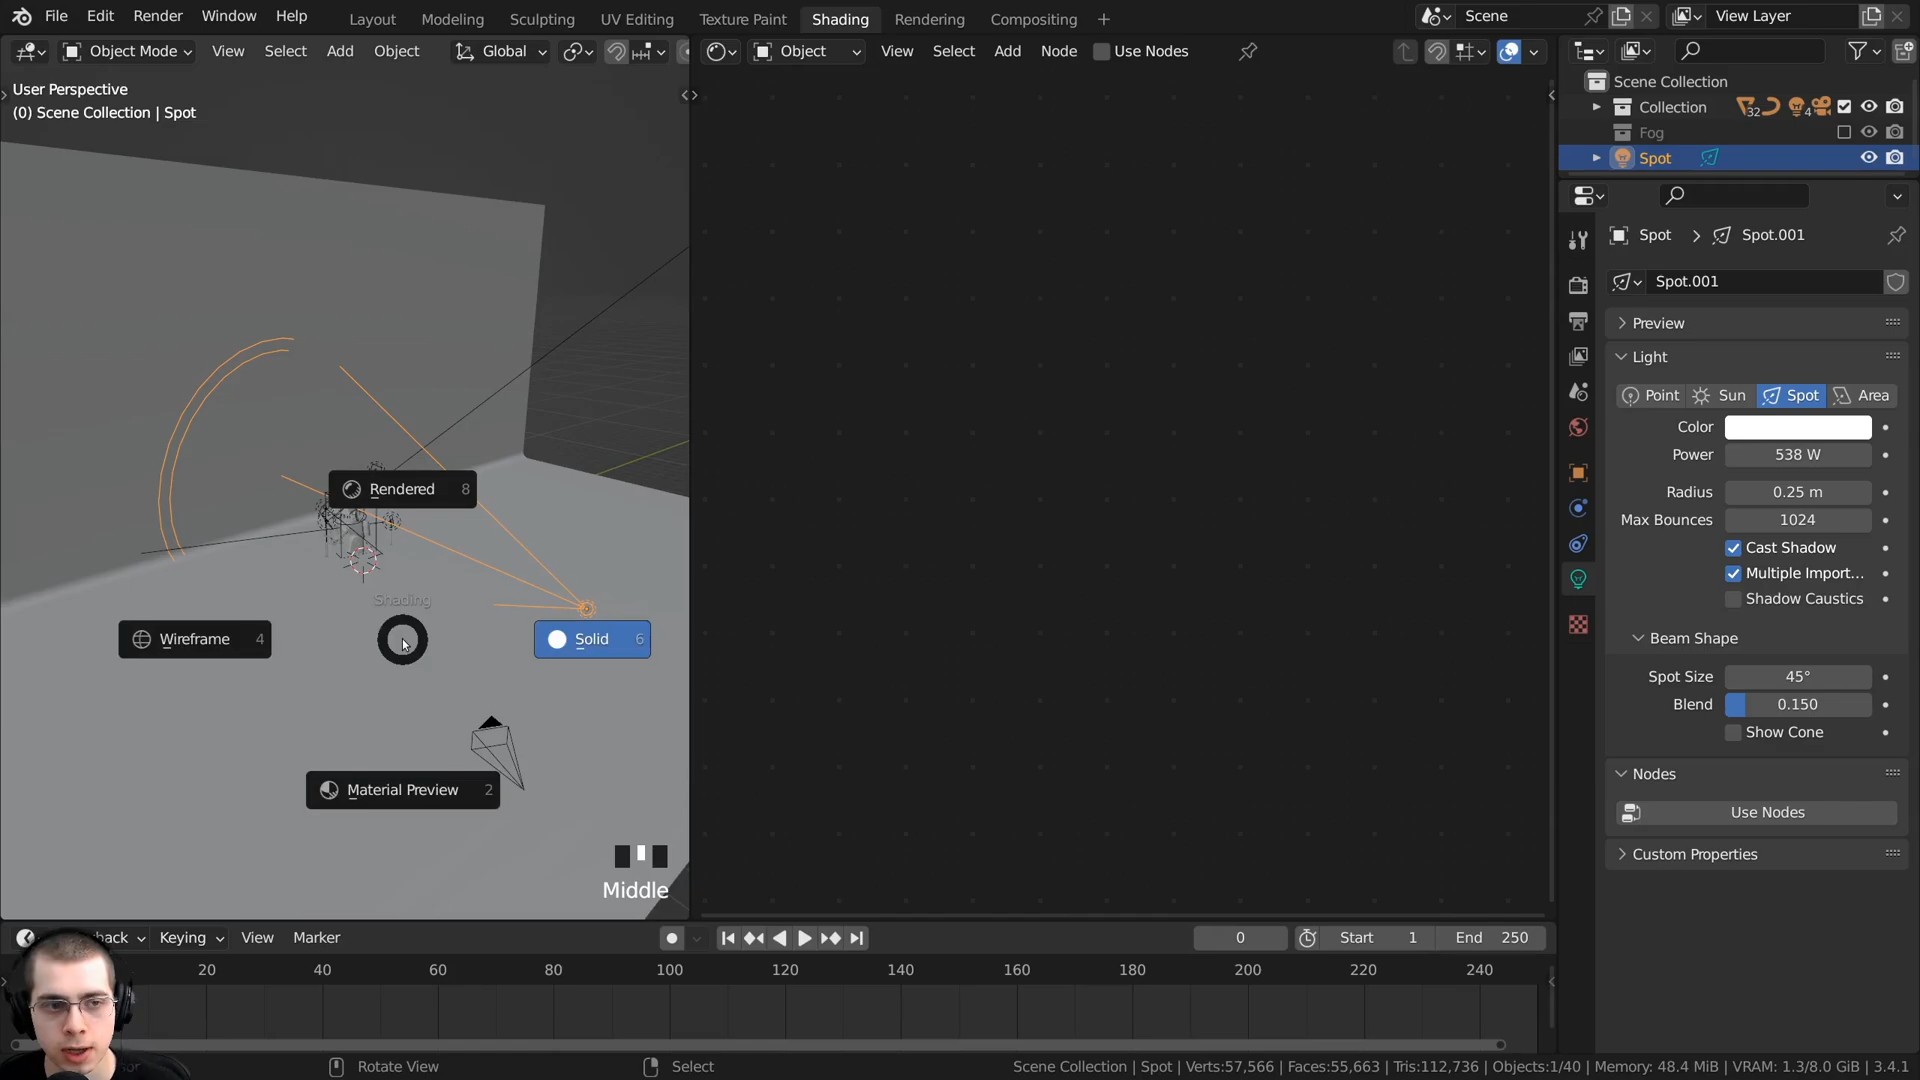 File Edit Render Window Help
Layout Modeling Sculpting UV Editing Texture Paint Shading Rendering Compositing +
Scene
View Layer
Object Mode View Select Add Object Global
Object View Select Add Node Use Nodes
User Perspective
(0) Scene Collection | Spot
Scene Collection
Collection 32 4
Fog
Spot
Spot > Spot.001
Spot.001
Preview
Light
Point Sun Spot Area
Color
Power 538 W
Radius 0.25 m
Max Bounces 1024
Cast Shadow
Multiple Import...
Shadow Caustics
Beam Shape
Spot Size 45°
Blend 0.150
Show Cone
Nodes
Use Nodes
Custom Properties
Rendered 8
Shading
Wireframe 4
Solid 6
Material Preview 2
Middle
back Keying View Marker
0 Start 1 End 250
20 40 60 80 100 120 140 160 180 200 220 240
Rotate View
Select
Scene Collection | Spot | Verts:57,566 | Faces:55,663 | Tris:112,736 | Objects:1/40 | Memory: 48.4 MiB | VRAM: 1.3/8.0 GiB | 3.4.1